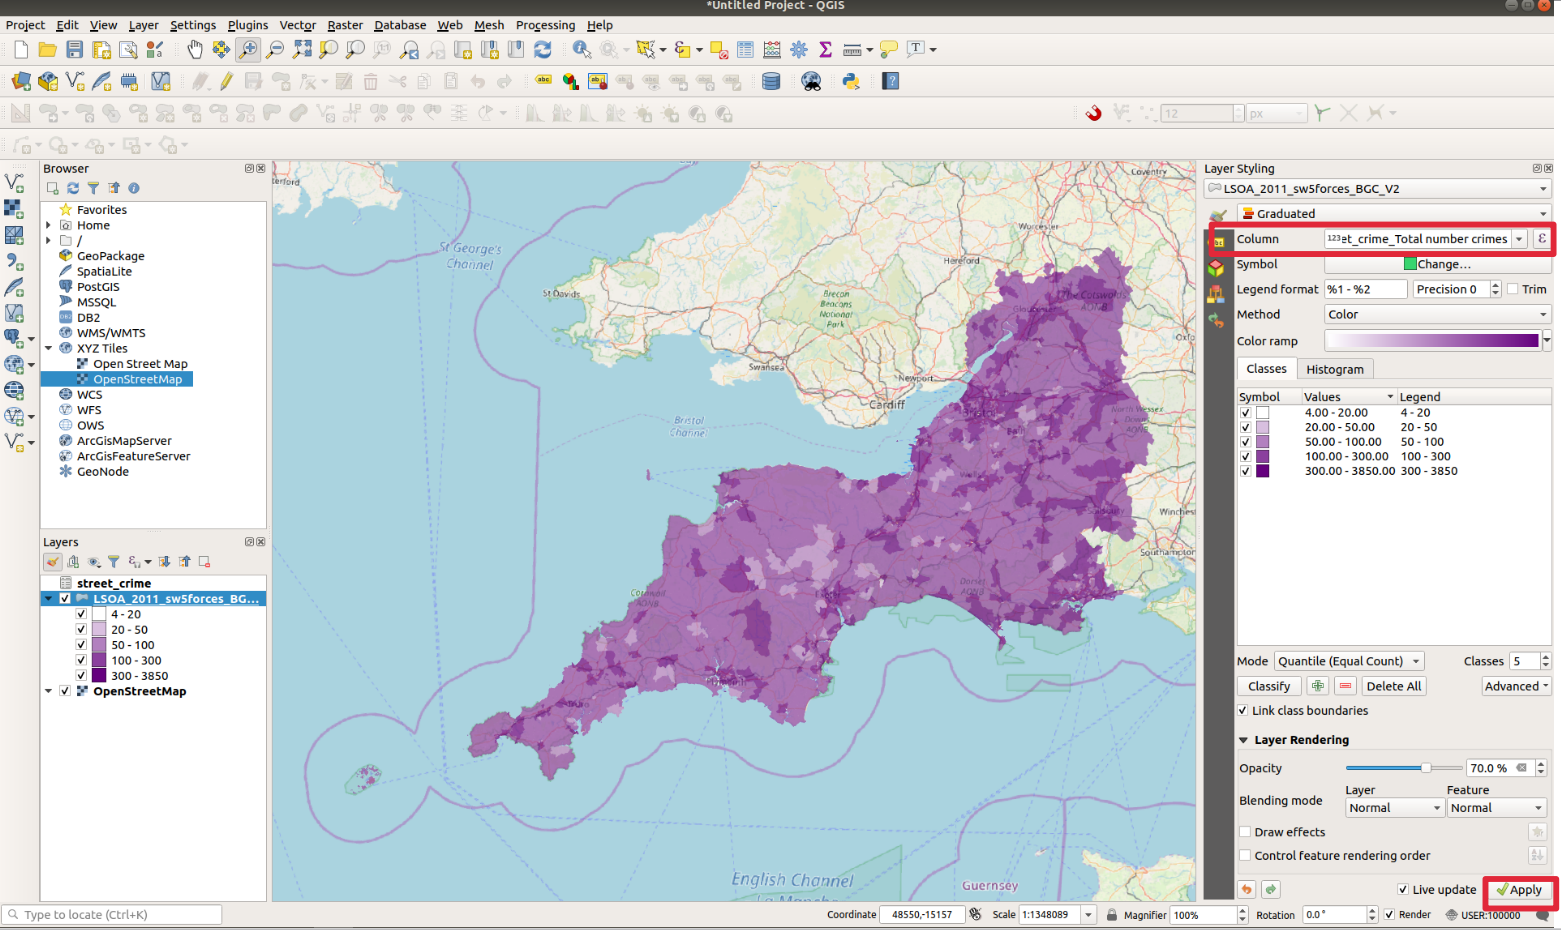 *Untitled Project - QGIS
Project Edit View Layer Settings Plugins Vector Raster Database Web Mesh Processing Help
12 px
Browser
Favorites
Home
/
GeoPackage
SpatiaLite
PostGIS
MSSQL
DB2
WMS/WMTS
XYZ Tiles
Open Street Map
OpenStreetMap
WCS
WFS
OWS
ArcGisMapServer
ArcGisFeatureServer
GeoNode
Layers
street_crime
LSOA_2011_sw5forces_BG...
4 - 20
20 - 50
50 - 100
100 - 300
300 - 3850
OpenStreetMap
Type to locate (Ctrl+K)
terford
Coventry
Worcester
St George's
Channel
Hereford
St Davids
Brecon
Beacons
National
Park
The Cotswolds
AONB
Swansea
Newport
Cardiff
Bristol
Channel
North Wessex
AONB
Winches
Southampton
Dorset
AONB
Cornwall
AONB
Truro
English Channel
La Manche
Guernsey
Layer Styling
LSOA_2011_sw5forces_BGC_V2
Graduated
Column 123et_crime_Total number crimes ε
Symbol Change...
Legend format %1 - %2 Precision 0 Trim
Method Color
Color ramp
Classes Histogram
Symbol Values Legend
4.00 - 20.00 4 - 20
20.00 - 50.00 20 - 50
50.00 - 100.00 50 - 100
100.00 - 300.00 100 - 300
300.00 - 3850.00 300 - 3850
Mode Quantile (Equal Count) Classes 5
Classify Delete All Advanced
Link class boundaries
Layer Rendering
Opacity 70.0 %
Layer Feature
Blending mode Normal Normal
Draw effects
Control feature rendering order
Live update Apply
Coordinate 48550,-15157 Scale 1:1348089 Magnifier 100% Rotation 0.0 ° Render USER:100000